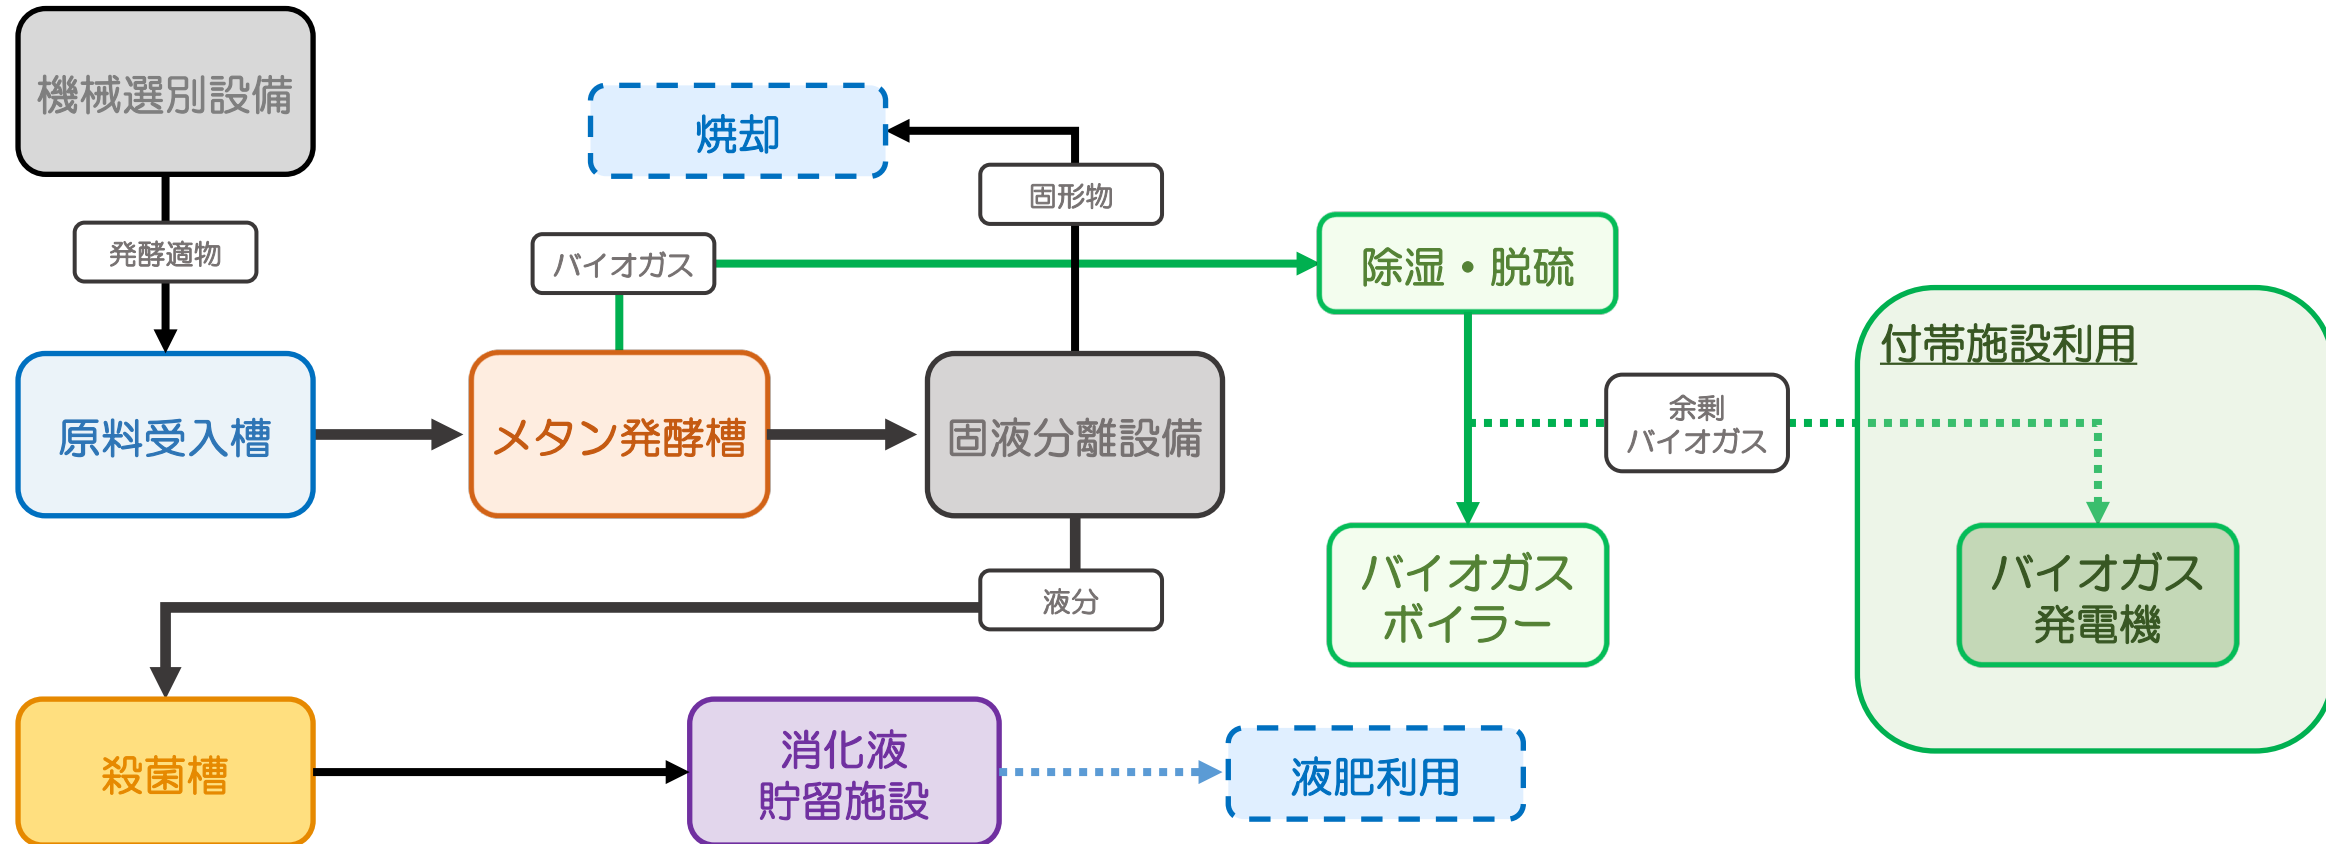 機械選別設備
発酵適物
焼却
固形物
バイオガス
除湿・脱硫
付帯施設利用
原料受入槽
メタン発酵槽
固液分離設備
余剰
バイオガス
バイオガス
ボイラー
バイオガス
発電機
液分
殺菌槽
消化液
貯留施設
液肥利用